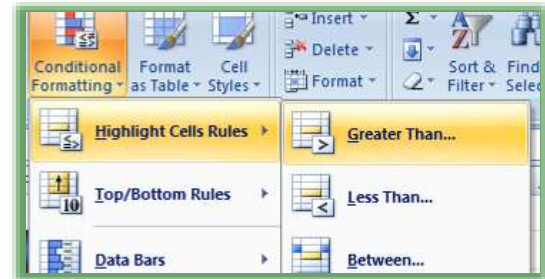 Insert Σ
Delete
Conditional Formatting Format as Table Cell Styles Format Sort & Filter Find
Highlight Cells Rules
Greater Than...
10
Top/Bottom Rules
Less Than...
Data Bars
Between...